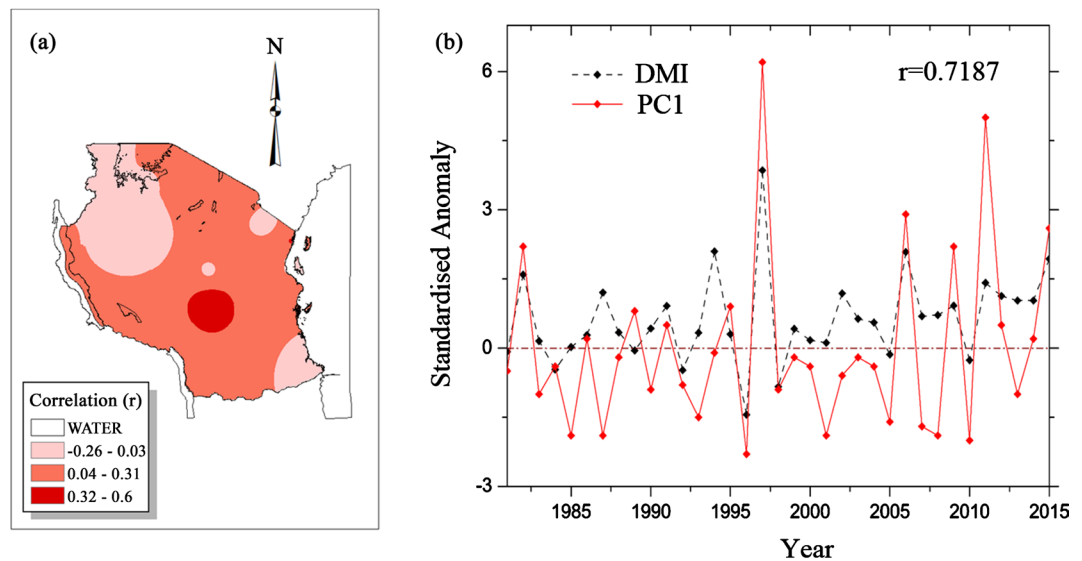 (a)
N
Correlation (r)
WATER
-0.26 - 0.03
0.04 - 0.31
0.32 - 0.6
(b)
DMI
PC1
r=0.7187
Standardised Anomaly
6
3
0
-3
1985 1990 1995 2000 2005 2010 2015
Year